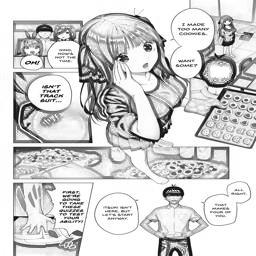 I MADE
TOO MANY
COOKIES.
WANT
SOME?
WOW,
NOW'S
NOT THE
TIME.
OH!
ISN'T
THAT
TRACK
SUIT...
FIRST,
WE'RE
GOING
TO TAKE
THESE
QUIZZES
TO TEST
YOUR
ABILITY!
ITSUKI ISN'T
HERE, BUT
LET'S START
ANYWAY.
ALL
RIGHT.
THAT
MAKES
FOUR OF
YOU.